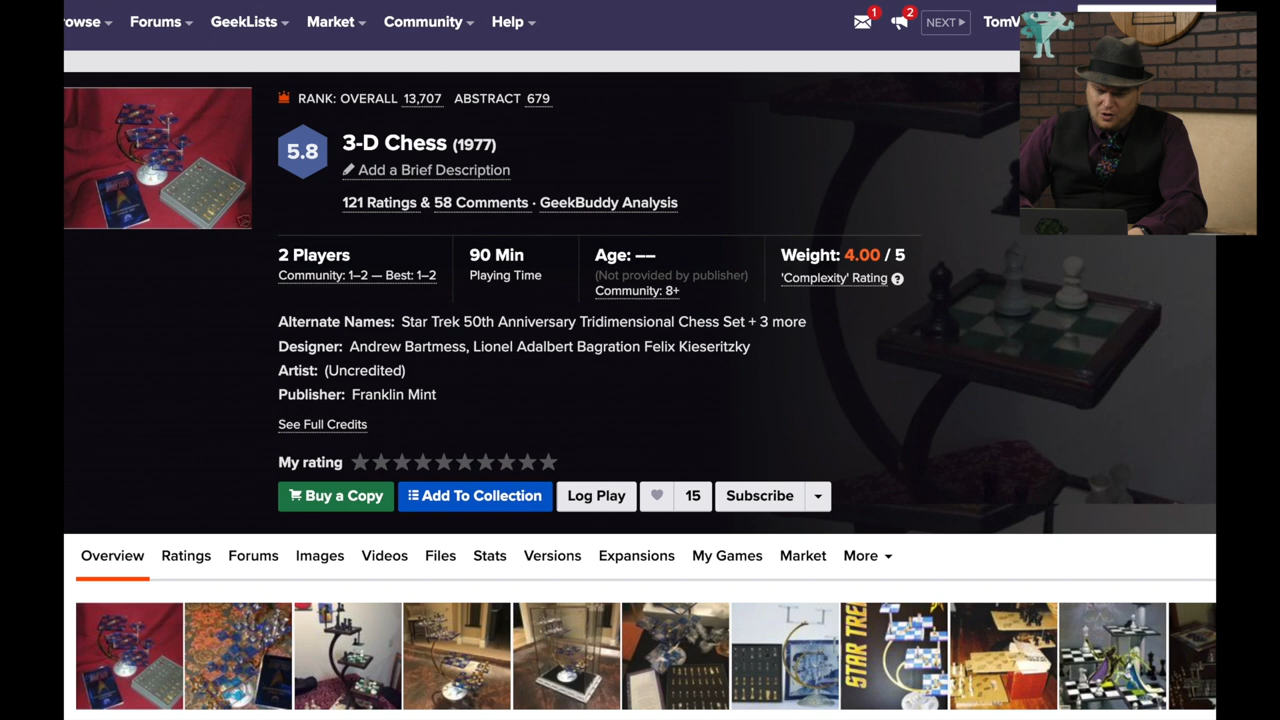 owse Forums GeekLists Market Community Help 1 2 NEXT TomV
RANK: OVERALL 13,707 ABSTRACT 679
5.8
3-D Chess (1977)
Add a Brief Description
121 Ratings & 58 Comments · GeekBuddy Analysis
2 Players 90 Min Age: –– Weight: 4.00 / 5
Community: 1–2 — Best: 1–2 Playing Time (Not provided by publisher) 'Complexity' Rating ?
Community: 8+
Alternate Names: Star Trek 50th Anniversary Tridimensional Chess Set + 3 more
Designer: Andrew Bartmess, Lionel Adalbert Bagration Felix Kieseritzky
Artist: (Uncredited)
Publisher: Franklin Mint
See Full Credits
My rating
Buy a Copy Add To Collection Log Play 15 Subscribe
Overview Ratings Forums Images Videos Files Stats Versions Expansions My Games Market More
STAR TRE